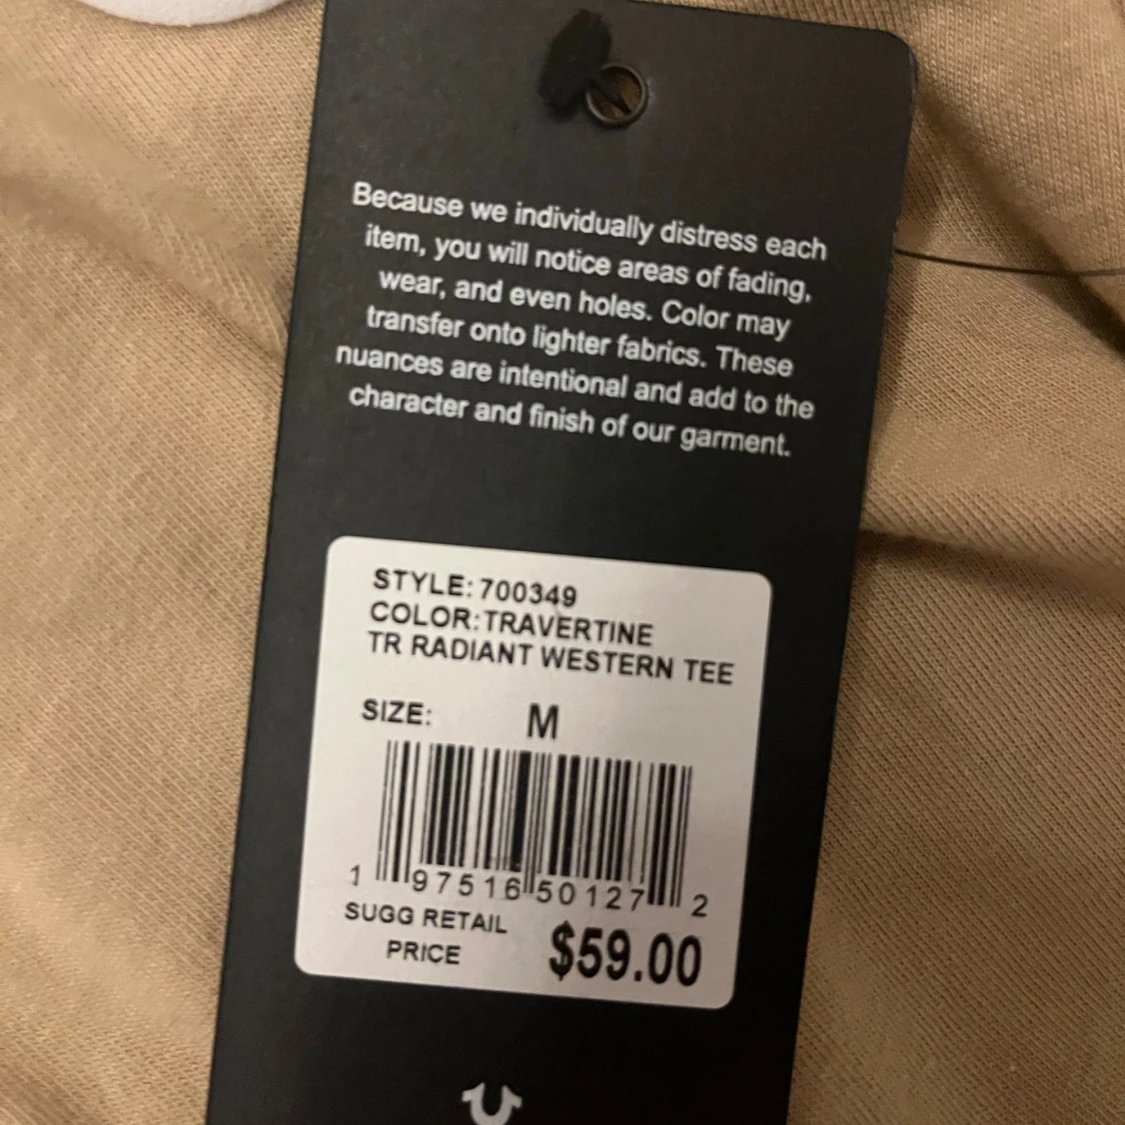 Because we individually distress each
item, you will notice areas of fading,
wear, and even holes. Color may
transfer onto lighter fabrics. These
nuances are intentional and add to the
character and finish of our garment.
STYLE: 700349
COLOR: TRAVERTINE
TR RADIANT WESTERN TEE
SIZE: M
1 97516 50127 2
SUGG RETAIL
PRICE $59.00